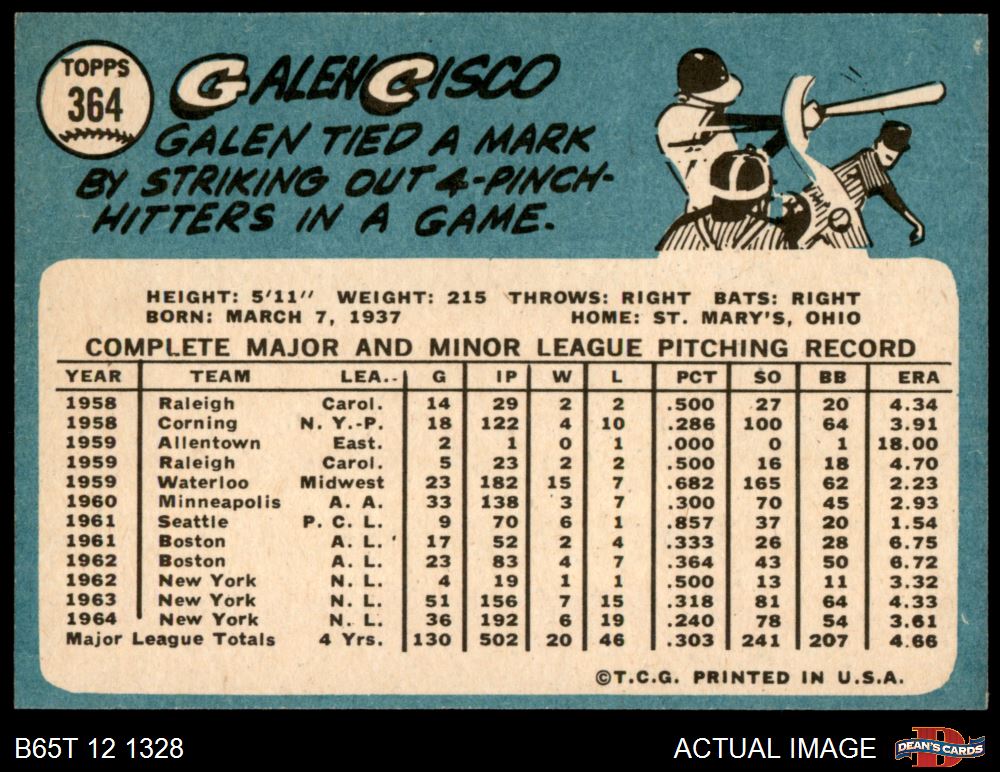 TOPPS
364
GALEN CISCO
GALEN TIED A MARK
BY STRIKING OUT 4-PINCH-
HITTERS IN A GAME.
HEIGHT: 5'11" WEIGHT: 215 THROWS: RIGHT BATS: RIGHT
BORN: MARCH 7, 1937 HOME: ST. MARY'S, OHIO
COMPLETE MAJOR AND MINOR LEAGUE PITCHING RECORD
YEAR TEAM LEA. G IP W L PCT SO BB ERA
1958 Raleigh Carol. 14 29 2 2 .500 27 20 4.34
1958 Corning N. Y.-P. 18 122 4 10 .286 100 64 3.91
1959 Allentown East. 2 1 0 1 .000 0 1 18.00
1959 Raleigh Carol. 5 23 2 2 .500 16 18 4.70
1959 Waterloo Midwest 23 182 15 7 .682 165 62 2.23
1960 Minneapolis A. A. 33 138 3 7 .300 70 45 2.93
1961 Seattle P. C. L. 9 70 6 1 .857 37 20 1.54
1961 Boston A. L. 17 52 2 4 .333 26 28 6.75
1962 Boston A. L. 23 83 4 7 .364 43 50 6.72
1962 New York N. L. 4 19 1 1 .500 13 11 3.32
1963 New York N. L. 51 156 7 15 .318 81 64 4.33
1964 New York N. L. 36 192 6 19 .240 78 54 3.61
Major League Totals 4 Yrs. 130 502 20 46 .303 241 207 4.66
©T.C.G. PRINTED IN U.S.A.
B65T 12 1328 ACTUAL IMAGE
D
DEAN'S CARDS